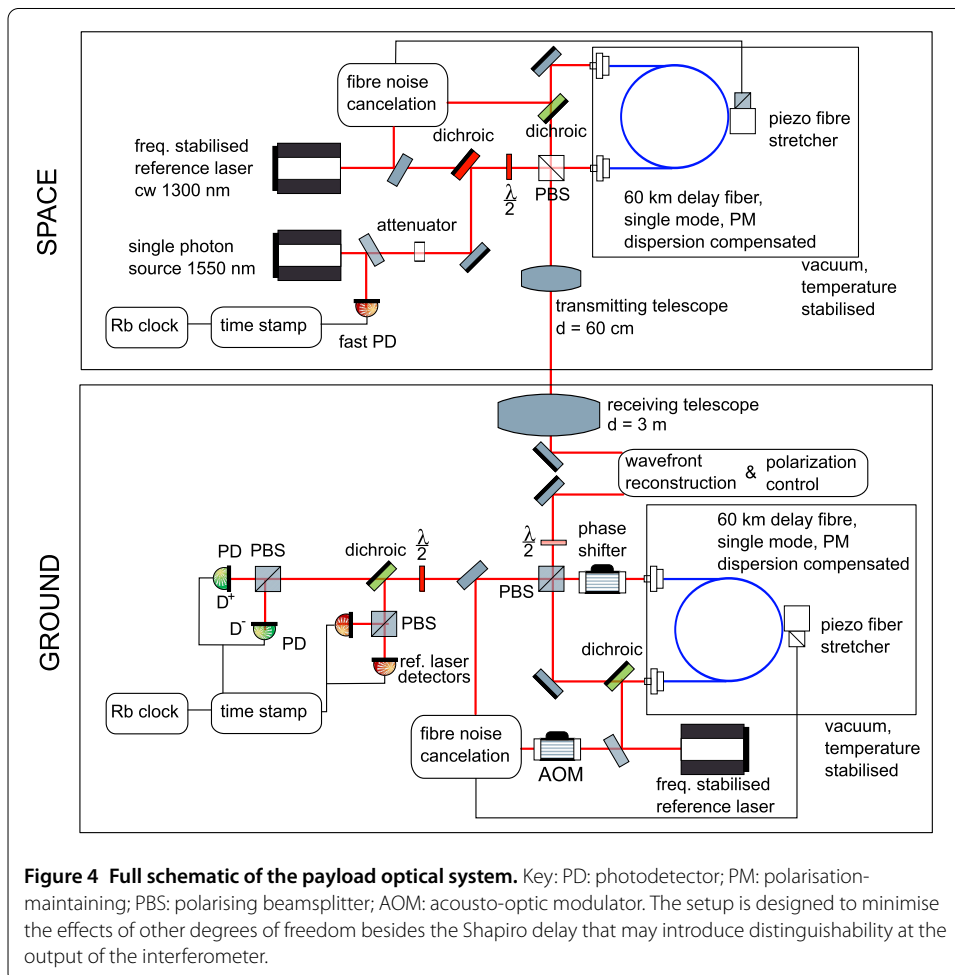 SPACE
fibre noise
cancelation
freq. stabilised
reference laser
cw 1300 nm
dichroic
dichroic
λ
2
PBS
piezo fibre
stretcher
60 km delay fiber,
single mode, PM
dispersion compensated
vacuum,
temperature
stabilised
single photon
source 1550 nm
attenuator
Rb clock
time stamp
fast PD
transmitting telescope
d = 60 cm
GROUND
receiving telescope
d = 3 m
wavefront
reconstruction & polarization
control
λ
2
phase
shifter
60 km delay fibre,
single mode, PM
dispersion compensated
PD
PBS
dichroic
λ
2
PBS
D+
D-
PD
PBS
ref. laser
detectors
dichroic
piezo fiber
stretcher
Rb clock
time stamp
fibre noise
cancelation
AOM
freq. stabilised
reference laser
vacuum,
temperature
stabilised
Figure 4 Full schematic of the payload optical system. Key: PD: photodetector; PM: polarisation-
maintaining; PBS: polarising beamsplitter; AOM: acousto-optic modulator. The setup is designed to minimise
the effects of other degrees of freedom besides the Shapiro delay that may introduce distinguishability at the
output of the interferometer.